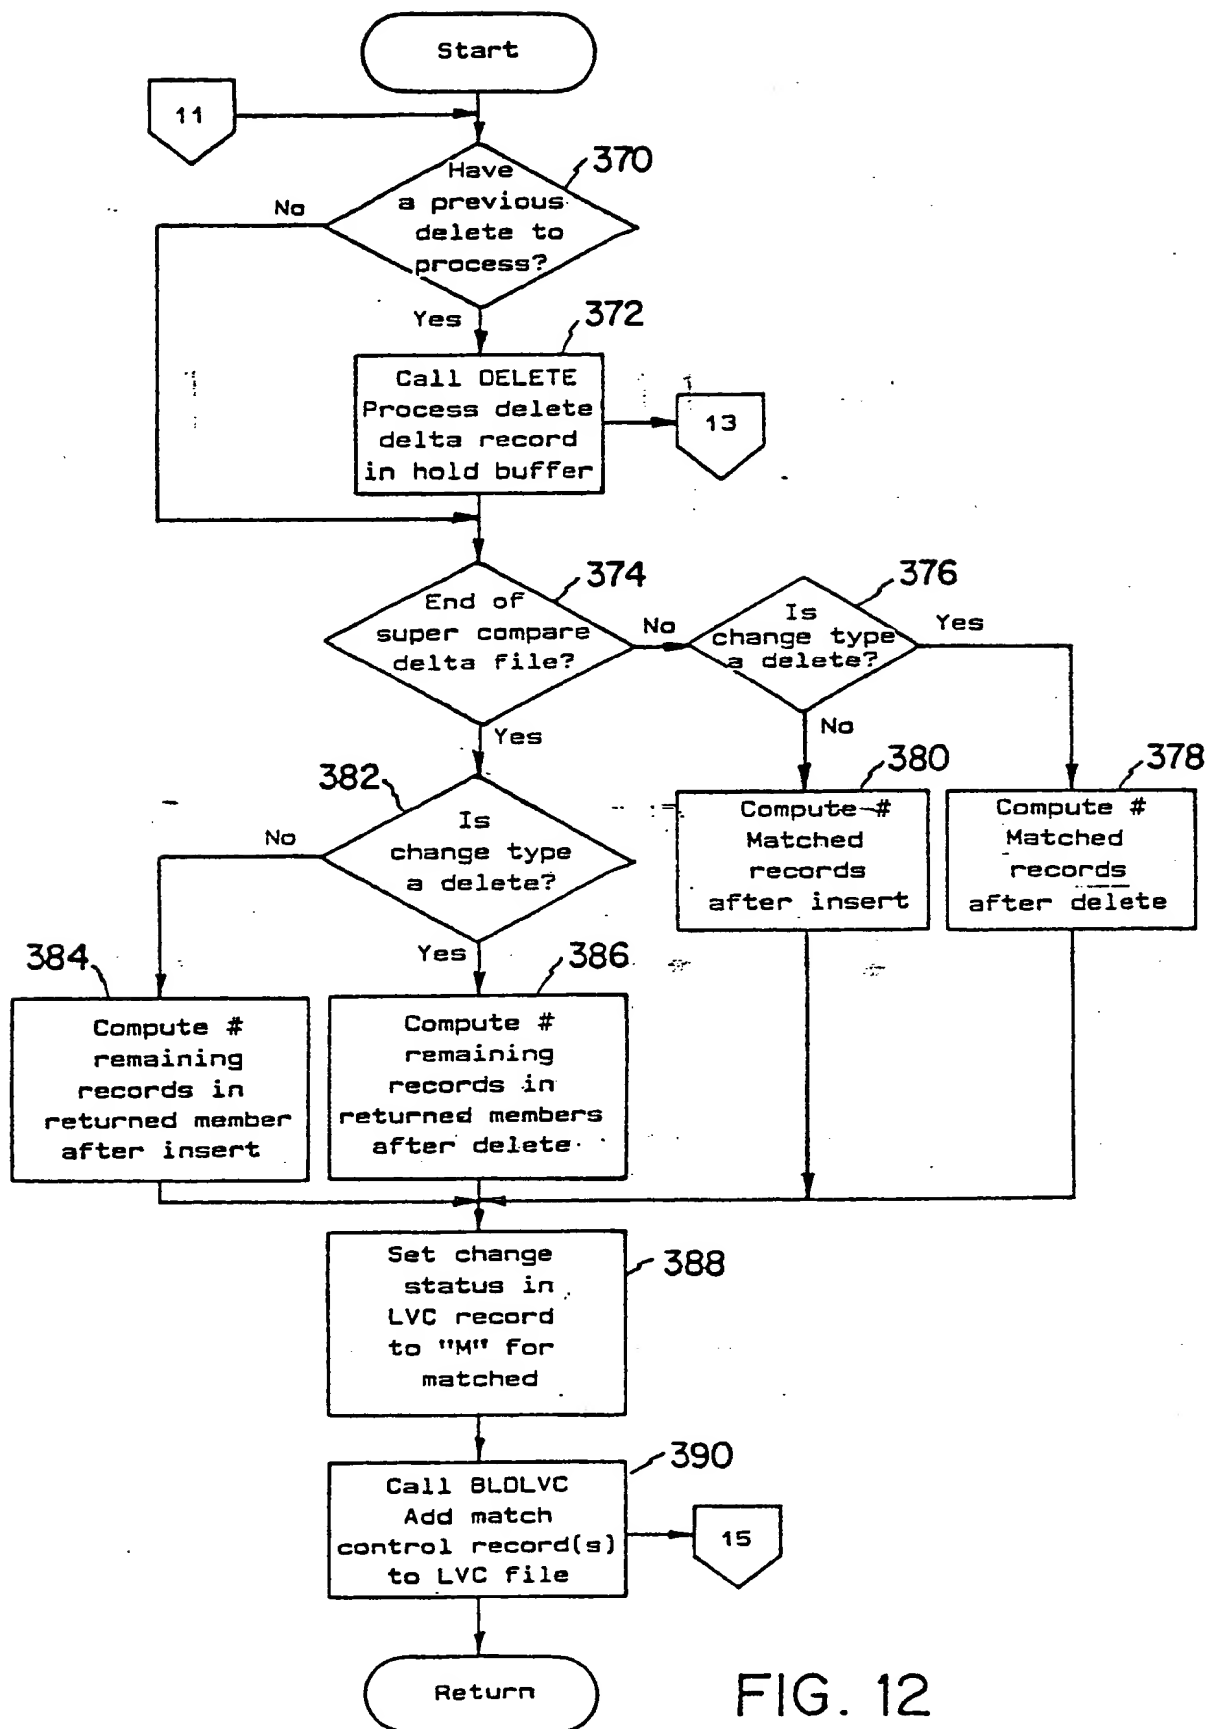 Start
11
370
Have
a previous
delete to
process?
No
Yes
372
Call DELETE
Process delete
delta record
in hold buffer
13
374
End of
super compare
delta file?
No
376
Is
change type
a delete?
Yes
No
Yes
382
Is
change type
a delete?
No
Yes
380
Compute #
Matched
records
after insert
378
Compute #
Matched
records
after delete
384
Compute #
remaining
records in
returned member
after insert
386
Compute #
remaining
records in
returned members
after delete
388
Set change
status in
LVC record
to "M" for
matched
390
Call BLDLVC
Add match
control record(s)
to LVC file
15
Return
FIG. 12